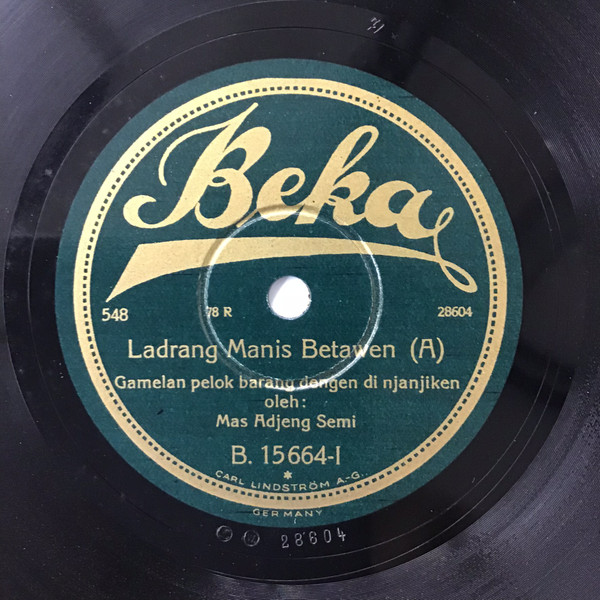 Beka
548 78 R 28604
Ladrang Manis Betawen (A)
Gamelan pelok barang dengen di njanjiken
oleh:
Mas Adjeng Semi
B. 15664-I
*
CARL LINDSTRÖM A.-G.
GERMANY
28604